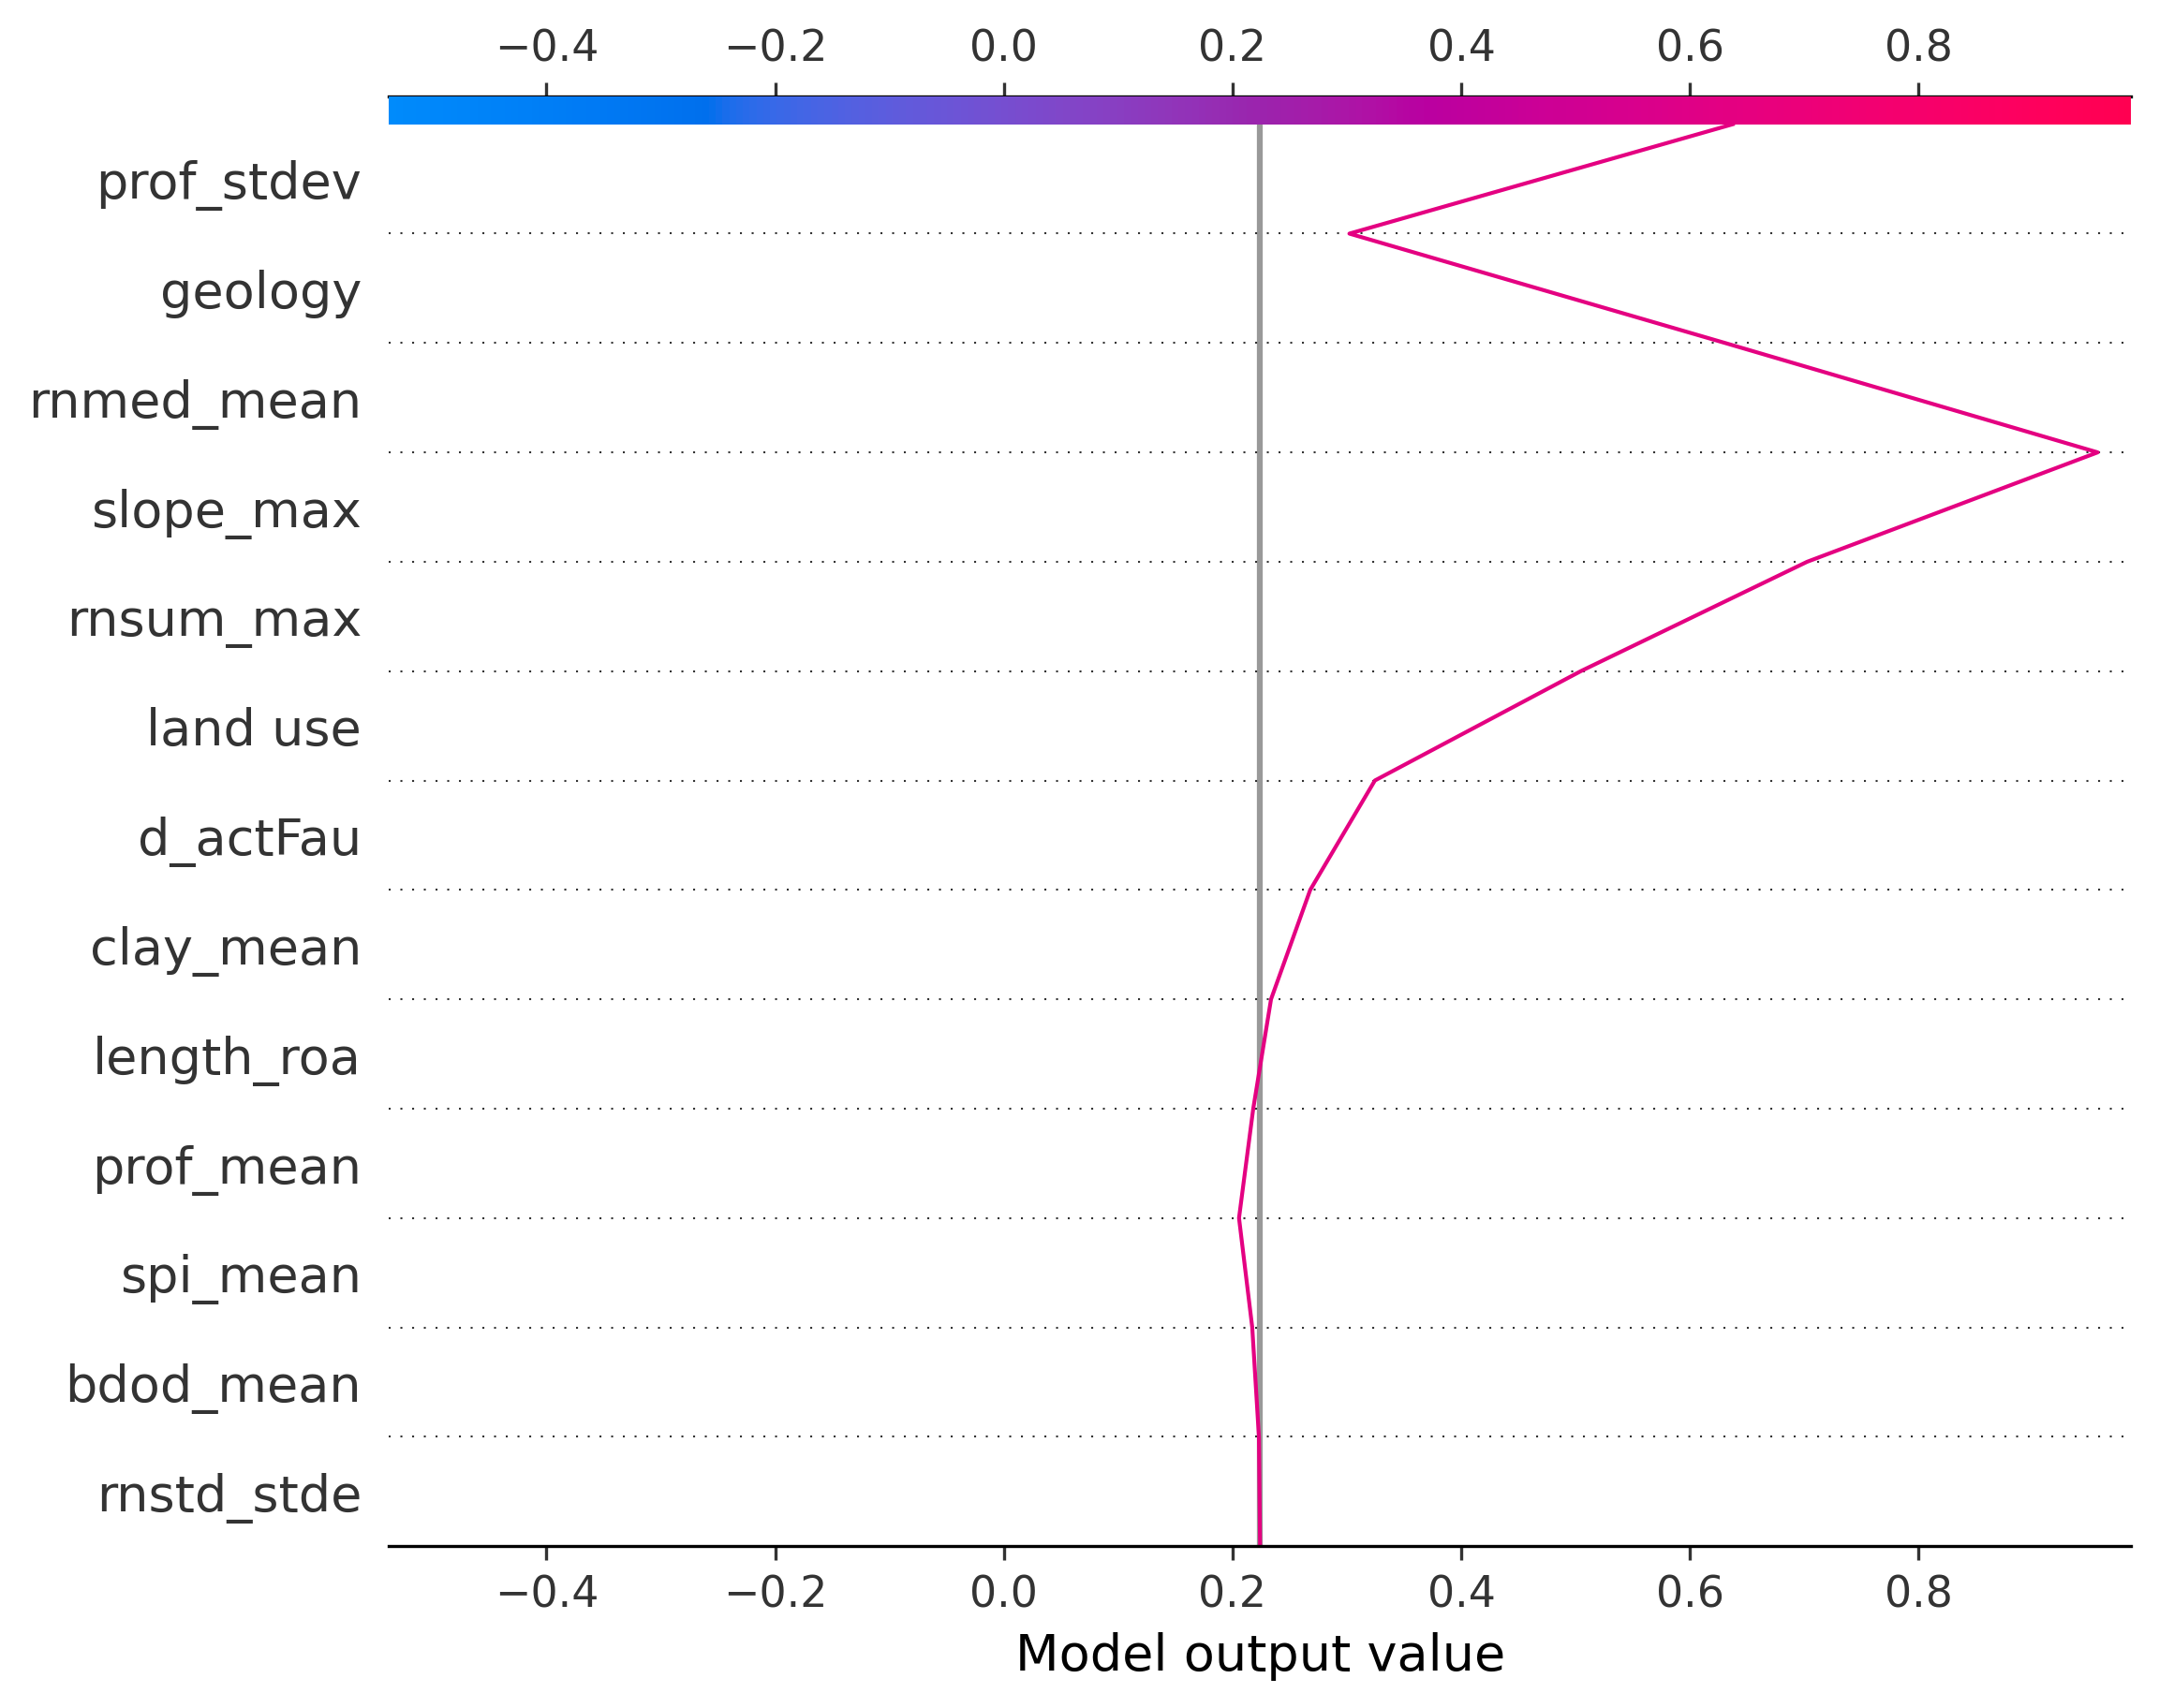 −0.4 −0.2 0.0 0.2 0.4 0.6 0.8
prof_stdev
geology
rnmed_mean
slope_max
rnsum_max
land use
d_actFau
clay_mean
length_roa
prof_mean
spi_mean
bdod_mean
rnstd_stde
−0.4 −0.2 0.0 0.2 0.4 0.6 0.8
Model output value